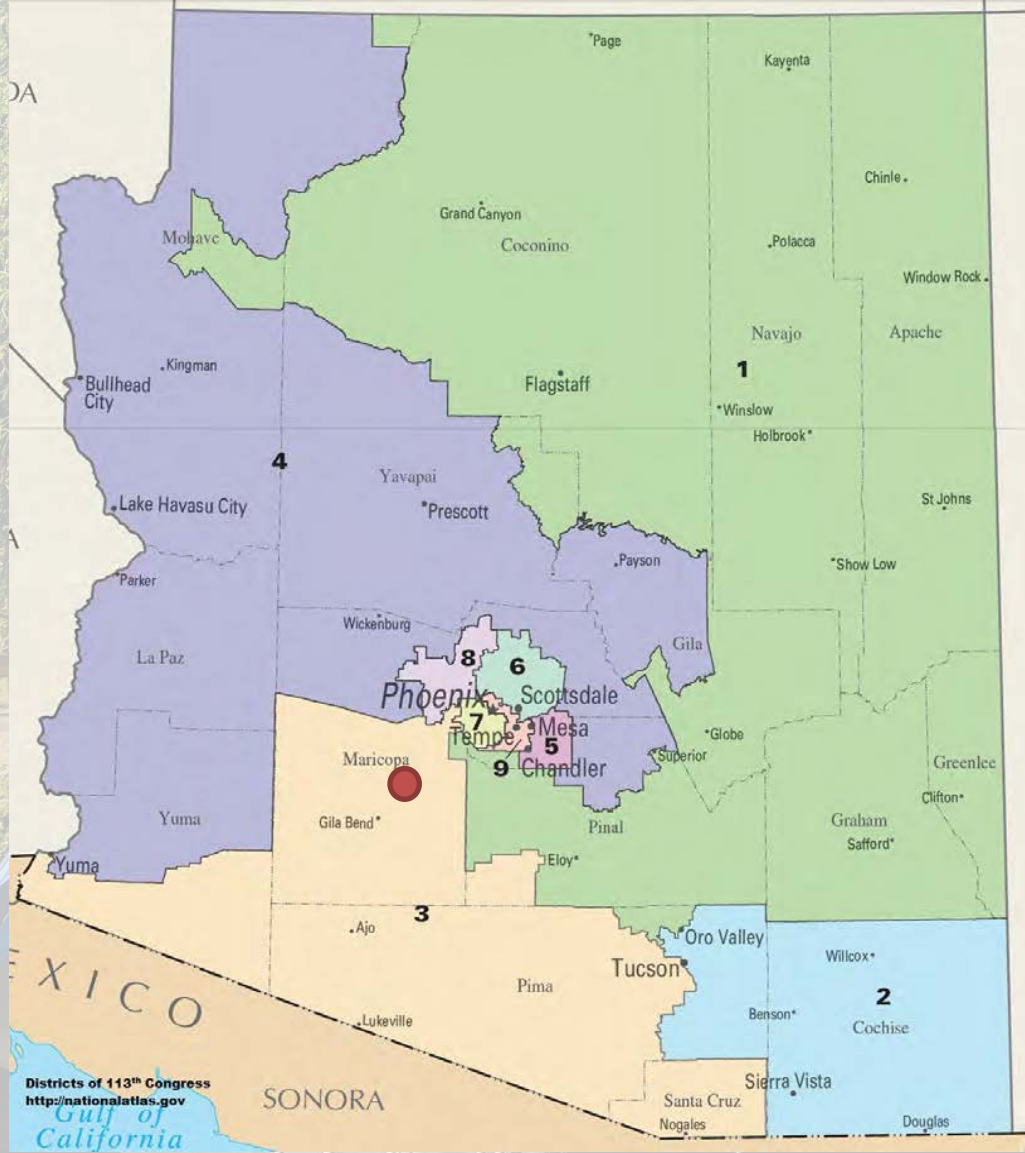 Page
Kayenta
DA
Chinle
Grand Canyon
Mohave
Coconino
Polacca
Window Rock
Navajo
Apache
Kingman
1
Bullhead
City
Flagstaff
Winslow
Holbrook
4
Yavapai
Lake Havasu City
Prescott
St Johns
A
Payson
Show Low
Parker
Wickenburg
Gila
La Paz
8
6
Phoenix
Scottsdale
7
Tempe
Mesa
5
Globe
Maricopa
9
Chandler
Superior
Greenlee
Clifton
Yuma
Gila Bend
Pinal
Graham
Safford
Yuma
Eloy
3
Ajo
Oro Valley
Tucson
Willcox
EXICO
Pima
2
Benson
Cochise
Lukeville
Districts of 113th Congress
http://nationalatlas.gov
Sierra Vista
SONORA
Santa Cruz
Gulf of
California
Nogales
Douglas